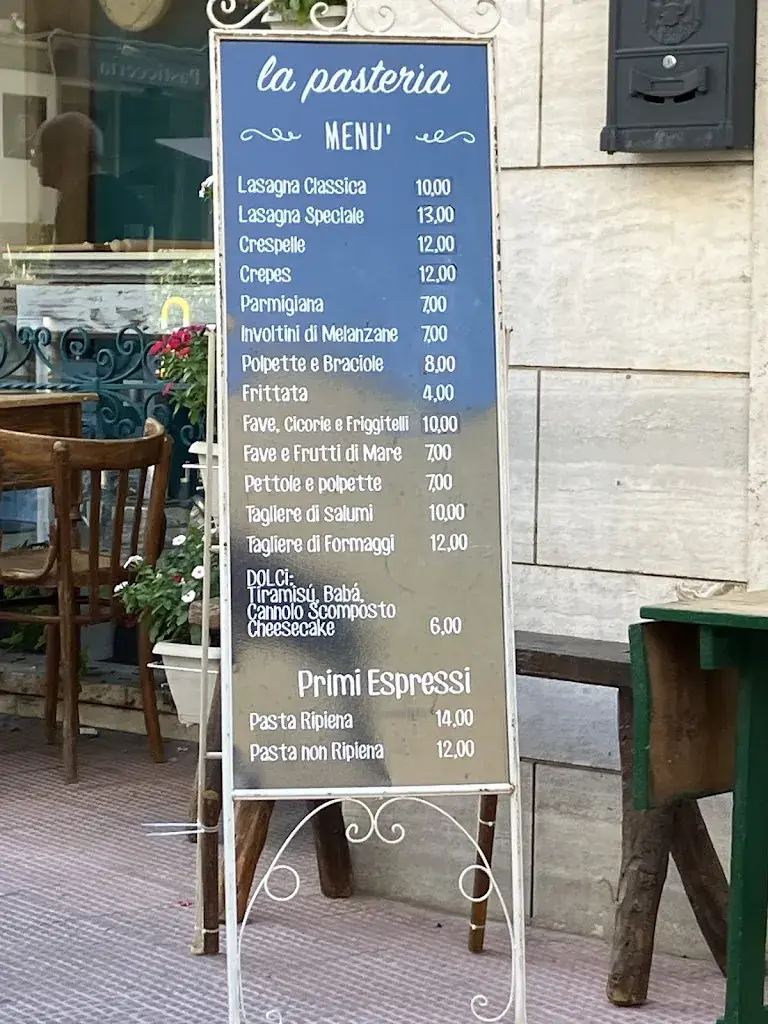 Pasticceria
la pasteria
MENU'
Lasagna Classica 10,00
Lasagna Speciale 13,00
Crespelle 12,00
Crepes 12,00
Parmigiana 7,00
Involtini di Melanzane 7,00
Polpette e Braciole 8,00
Frittata 4,00
Fave, Cicorie e Friggitelli 10,00
Fave e Frutti di Mare 7,00
Pettole e polpette 7,00
Tagliere di Salumi 10,00
Tagliere di Formaggi 12,00
DOLCI:
Tiramisú, Babá,
Cannolo Scomposto
Cheesecake 6,00
Primi Espressi
Pasta Ripiena 14,00
Pasta non Ripiena 12,00